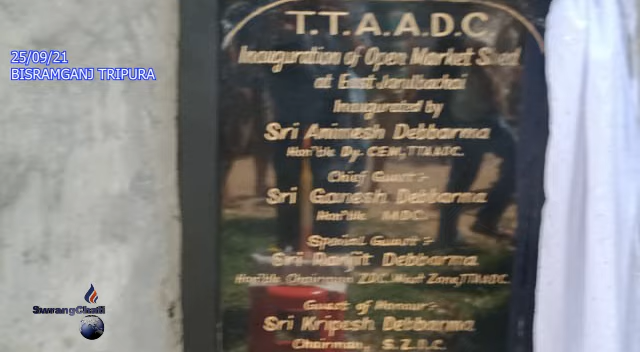 25/09/21
BISRAMGANJ TRIPURA
T.T.A.A.D.C
Inauguration of Open Market Shed
at East
Inaugurated by
Sri Animesh Debbarma
Hon'ble Dy. CEM, TTAADC.
Chief Guest :-
Sri Ganesh Debbarma
Hon'ble MDC.
Special Guest :-
Sri Ranjit Debbarma
Hon'ble Chairman ZDC, West Zone, TTAADC.
Guest of Honour :-
Sri Kripesh Debbarma
Chairman, S.Z.D.C.